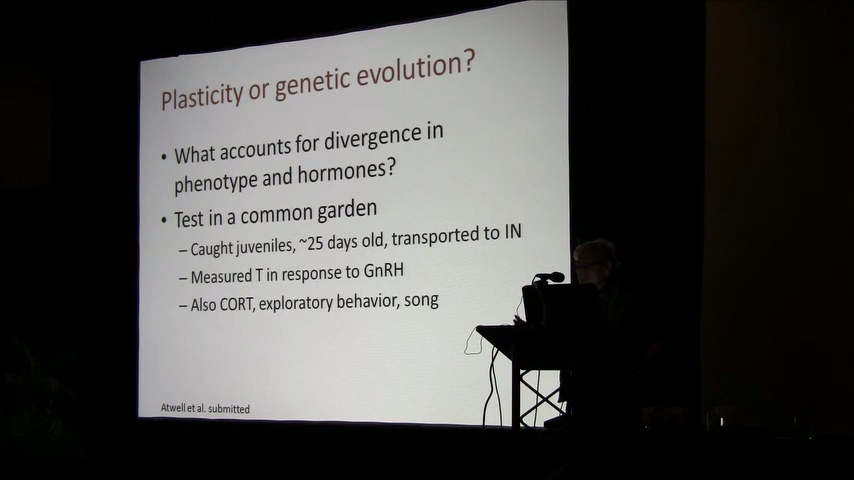 Plasticity or genetic evolution?
• What accounts for divergence in
phenotype and hormones?
• Test in a common garden
– Caught juveniles, ~25 days old, transported to IN
– Measured T in response to GnRH
– Also CORT, exploratory behavior, song
Atwell et al. submitted